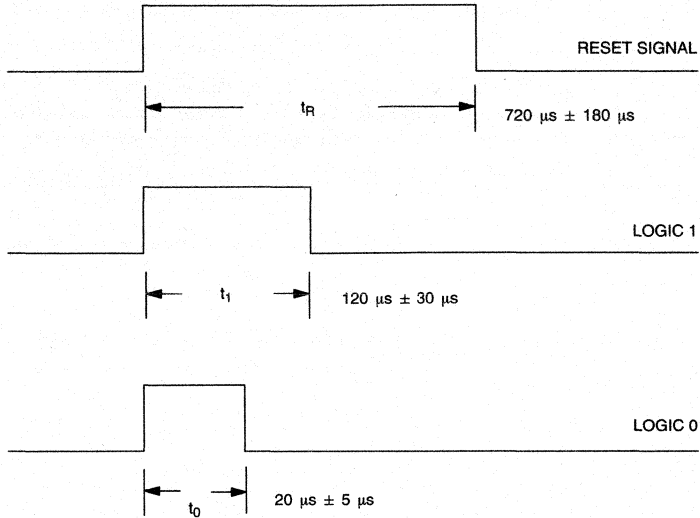 RESET SIGNAL
tR
720 µs ± 180 µs
LOGIC 1
t1
120 µs ± 30 µs
LOGIC 0
t0
20 µs ± 5 µs